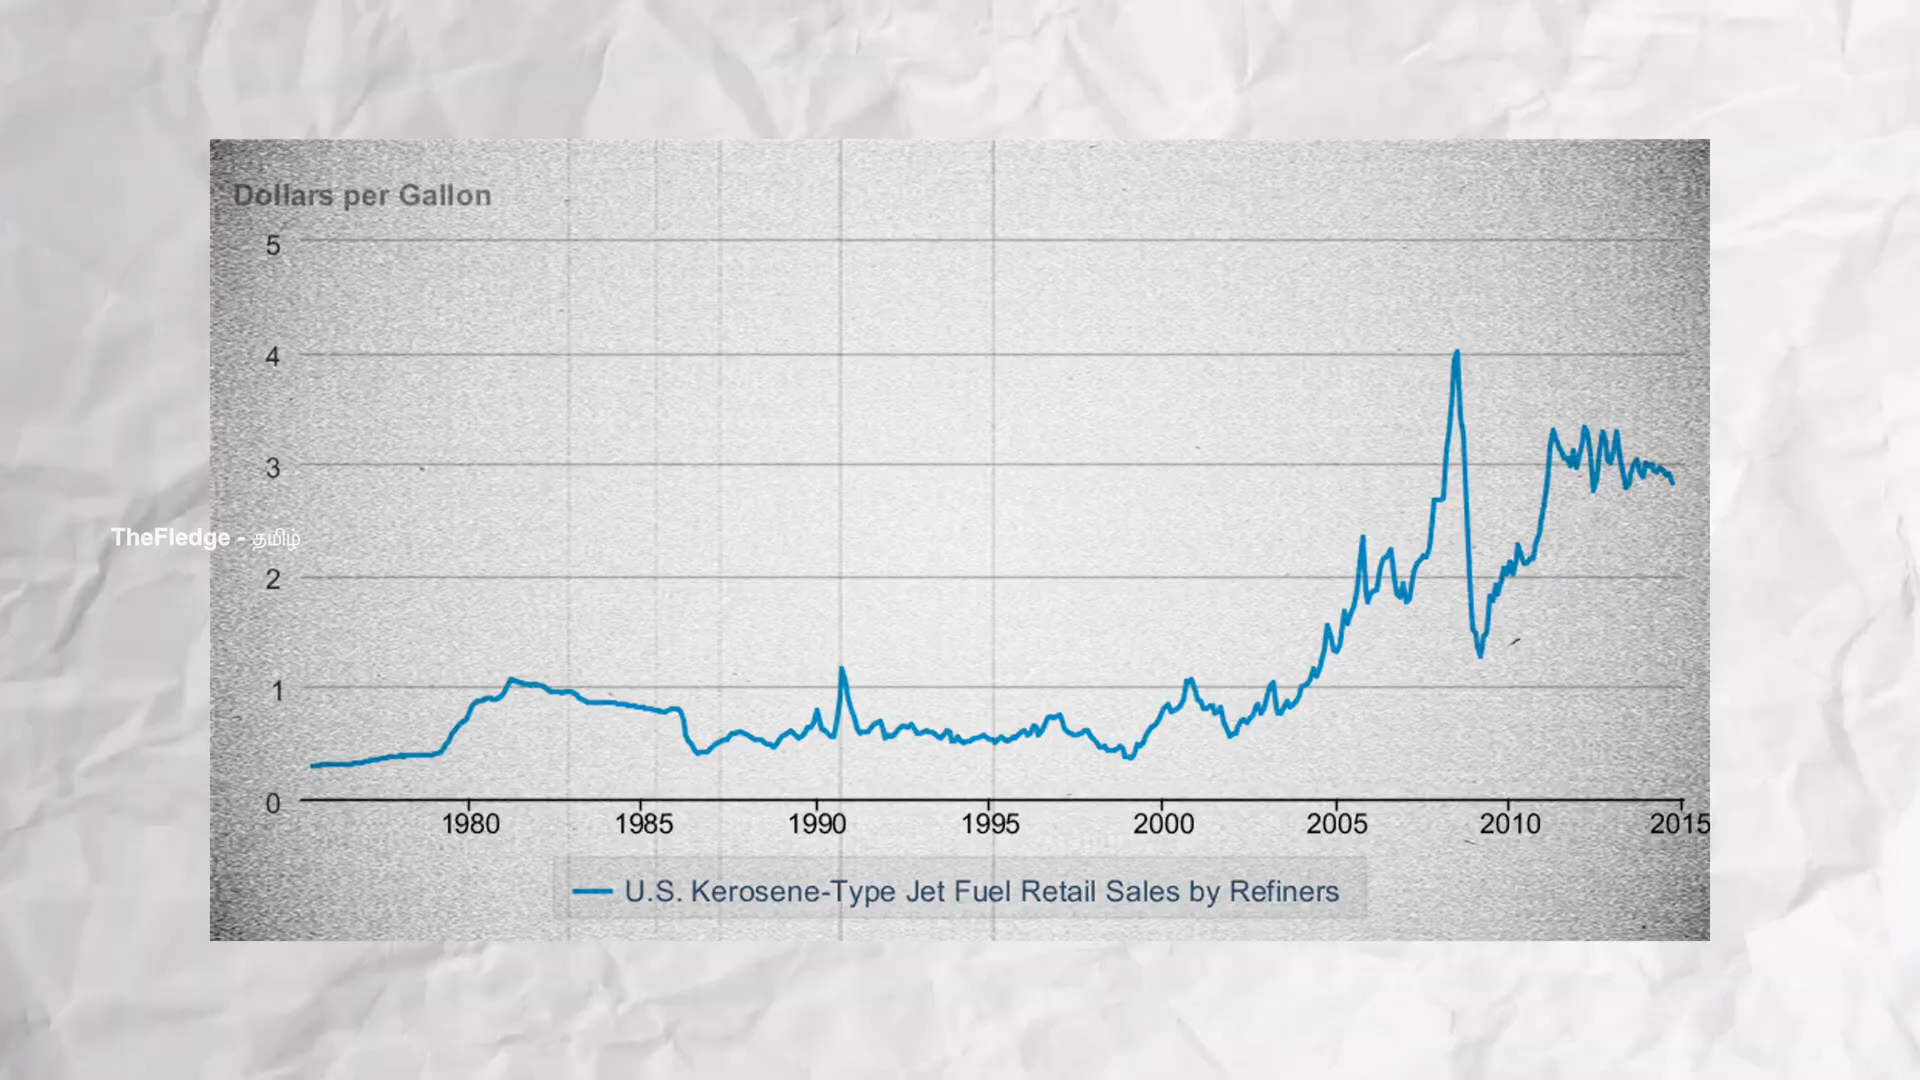 Dollars per Gallon
5
4
3
TheFledge - தமிழ்
2
1
0
1980 1985 1990 1995 2000 2005 2010 2015
U.S. Kerosene-Type Jet Fuel Retail Sales by Refiners